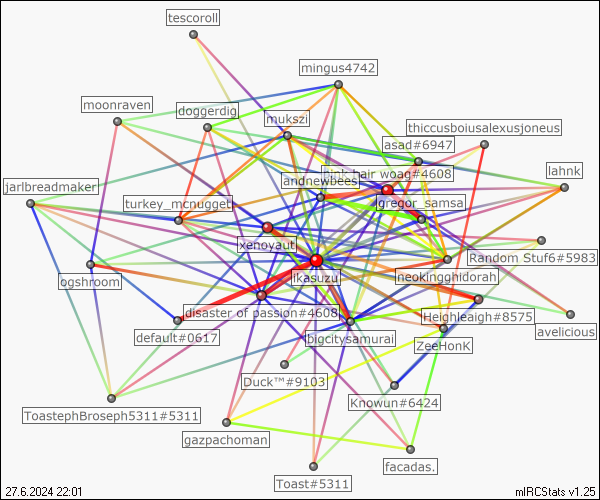 tescoroll
mingus4742
moonraven
doggerdig
mukszi
thiccusboiusalexusjoneus
asad#6947
pink hair woag#4608
lahnk
andnewbees
jarlbreadmaker
turkey_mcnugget
gregor_samsa
xenoyaut
Random Stuf6#5983
neokingghidorah
ikasuzu
ogshroom
disaster of passion#4608
Heighleigh#8575
avelicious
default#0617
bigcitysamurai
ZeeHonK
Duck™#9103
Knowun#6424
ToastephBroseph5311#5311
gazpachoman
facadas.
Toast#5311
27.6.2024 22:01
mIRCStats v1.25